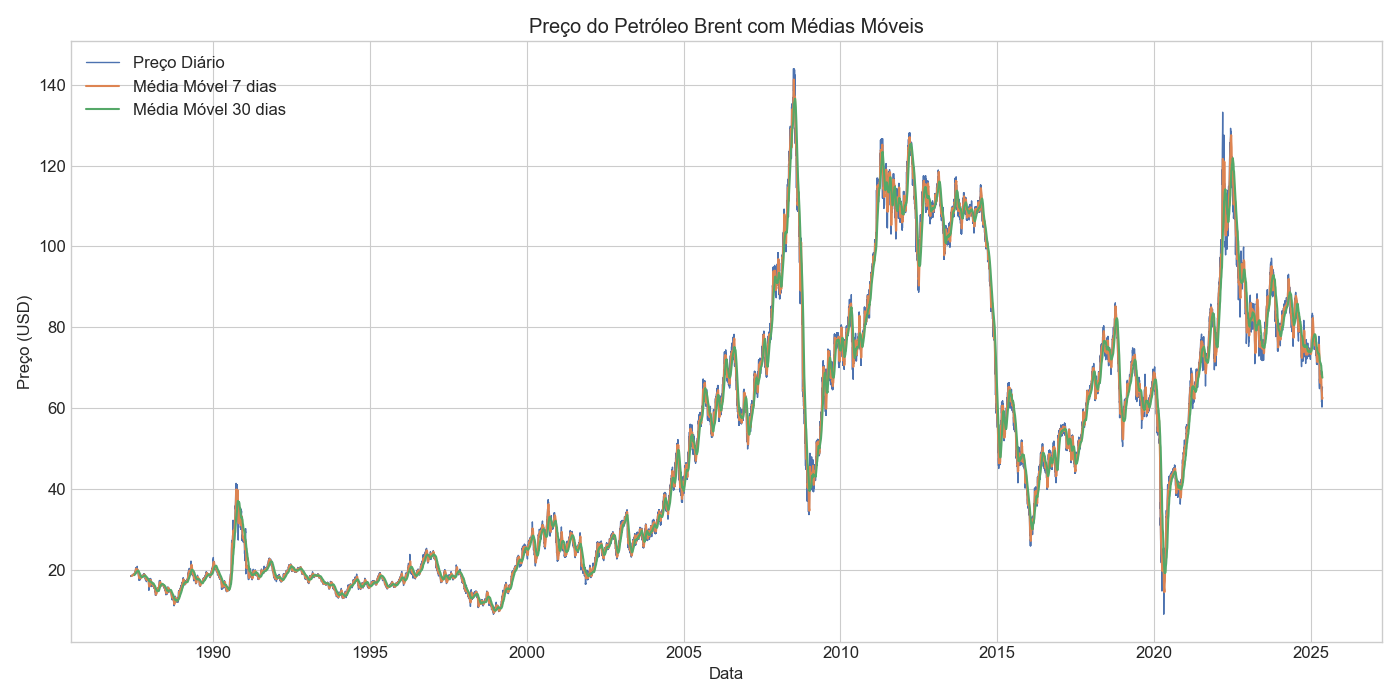 Preço do Petróleo Brent com Médias Móveis
Preço Diário
Média Móvel 7 dias
Média Móvel 30 dias
Preço (USD)
140
120
100
80
60
40
20
1990 1995 2000 2005 2010 2015 2020 2025
Data